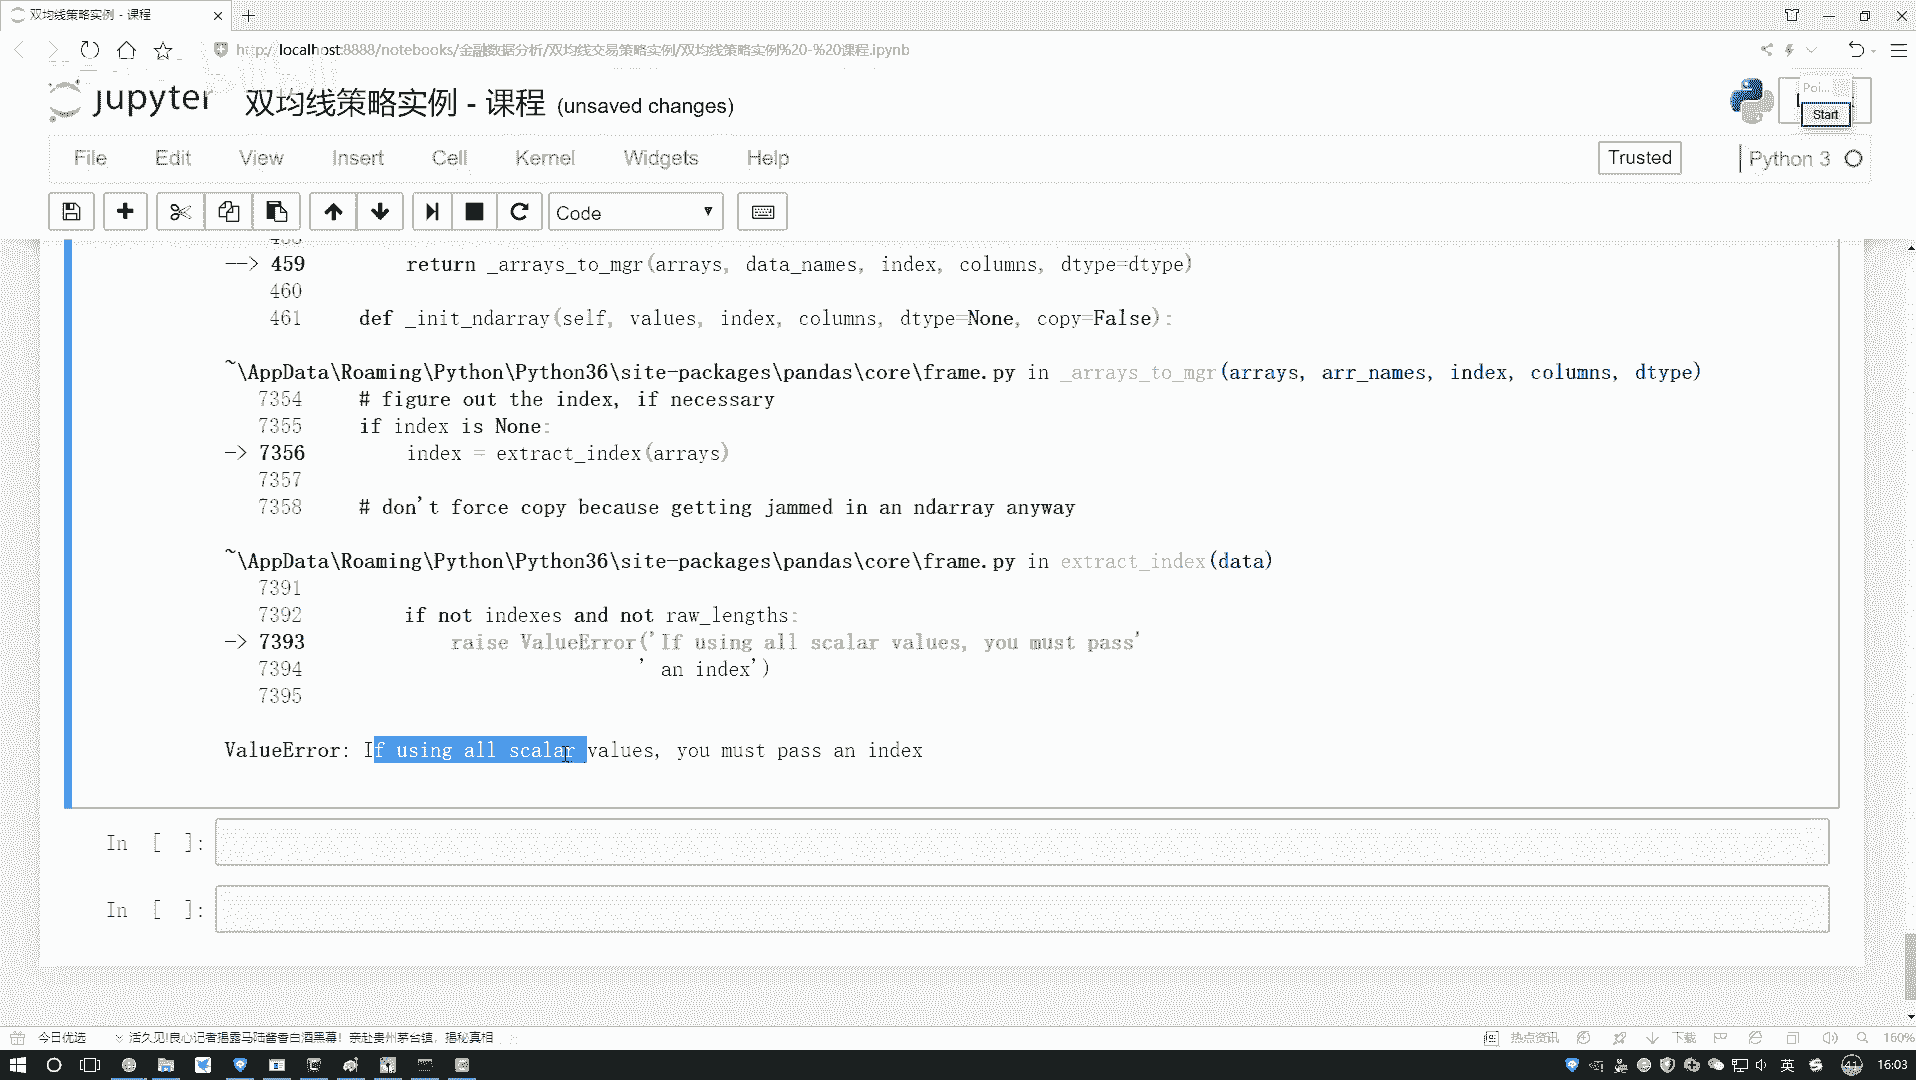 双均线策略实例 - 课程
http://localhost:8888/notebooks/金融数据分析/双均线交易策略实例/双均线策略实例%20-%20课程.ipynb
jupyter 双均线策略实例 - 课程 (unsaved changes)
Poi...
Start
File Edit View Insert Cell Kernel Widgets Help
Trusted
Python 3
Code
--> 459 return _arrays_to_mgr(arrays, data_names, index, columns, dtype=dtype)
460
461 def _init_ndarray(self, values, index, columns, dtype=None, copy=False):
~\AppData\Roaming\Python\Python36\site-packages\pandas\core\frame.py in _arrays_to_mgr(arrays, arr_names, index, columns, dtype)
7354 # figure out the index, if necessary
7355 if index is None:
-> 7356 index = extract_index(arrays)
7357
7358 # don't force copy because getting jammed in an ndarray anyway
~\AppData\Roaming\Python\Python36\site-packages\pandas\core\frame.py in extract_index(data)
7391
7392 if not indexes and not raw_lengths:
-> 7393 raise ValueError('If using all scalar values, you must pass'
7394 ' an index')
7395
ValueError: If using all scalar values, you must pass an index
In [ ]:
In [ ]:
今日优选 活久见!良心记者揭露马陆酱香白酒黑幕！亲赴贵州茅台镇，揭秘真相
热点资讯 下载 160%
英 41 16:03